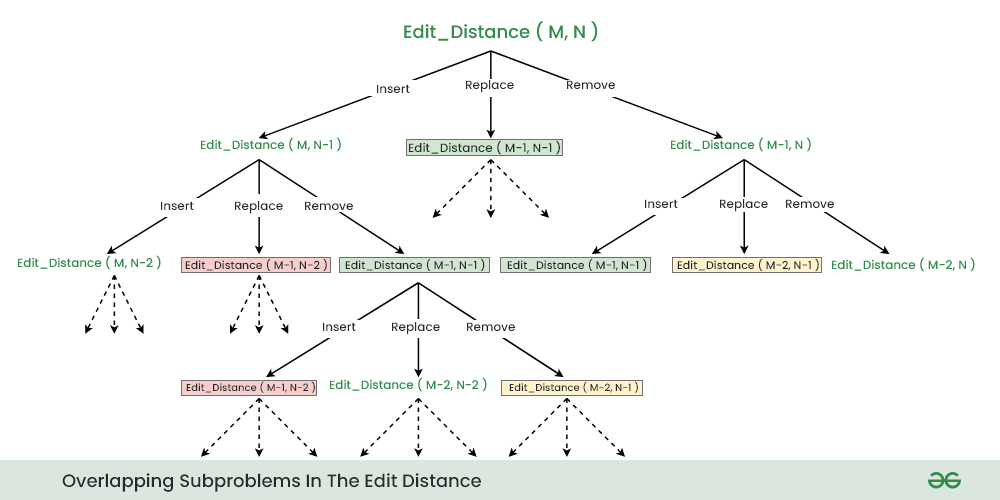 Edit_Distance ( M, N )
Insert
Replace
Remove
Edit_Distance ( M, N-1 )
Edit_Distance ( M-1, N-1 )
Edit_Distance ( M-1, N )
Insert
Replace
Remove
Insert
Replace
Remove
Edit_Distance ( M, N-2 )
Edit_Distance ( M-1, N-2 )
Edit_Distance ( M-1, N-1 )
Edit_Distance ( M-1, N-1 )
Edit_Distance ( M-2, N-1 )
Edit_Distance ( M-2, N )
Insert
Replace
Remove
Edit_Distance ( M-1, N-2 )
Edit_Distance ( M-2, N-2 )
Edit_Distance ( M-2, N-1 )
Overlapping Subproblems In The Edit Distance